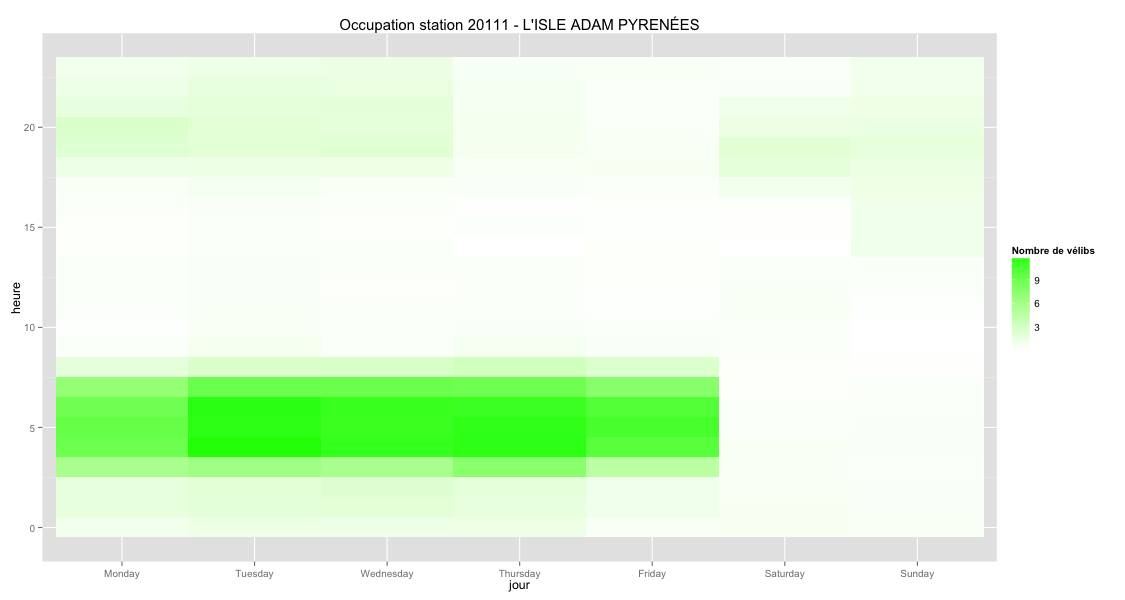 Occupation station 20111 - L'ISLE ADAM PYRENÉES
20
15
10
5
0
heure
Monday
Tuesday
Wednesday
Thursday
Friday
Saturday
Sunday
jour
Nombre de vélibs
9
6
3